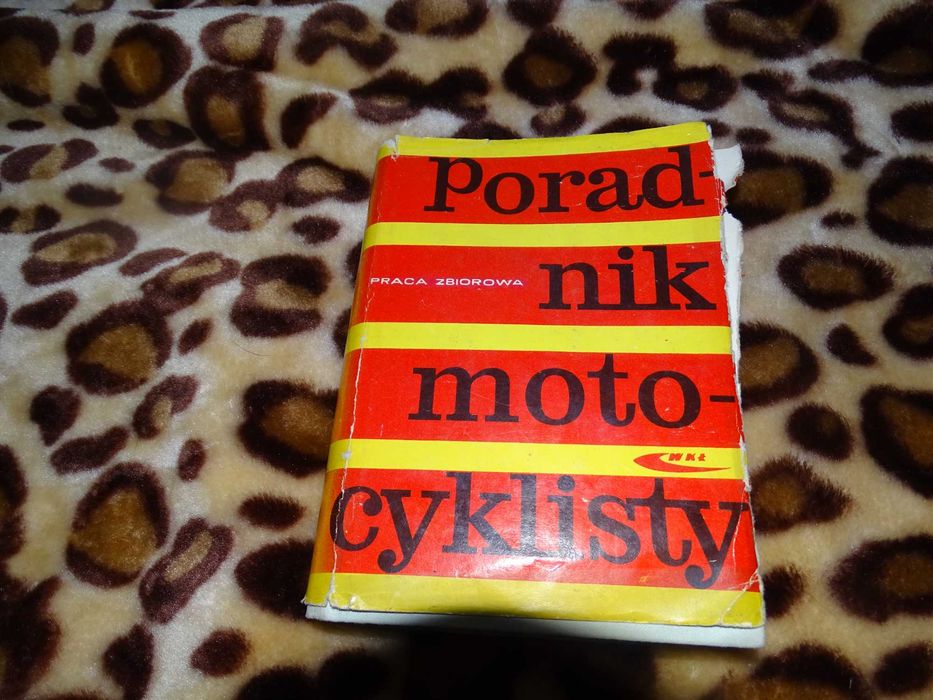 Porad-
PRACA ZBIOROWA nik
moto-
WKŁ
cyklisty